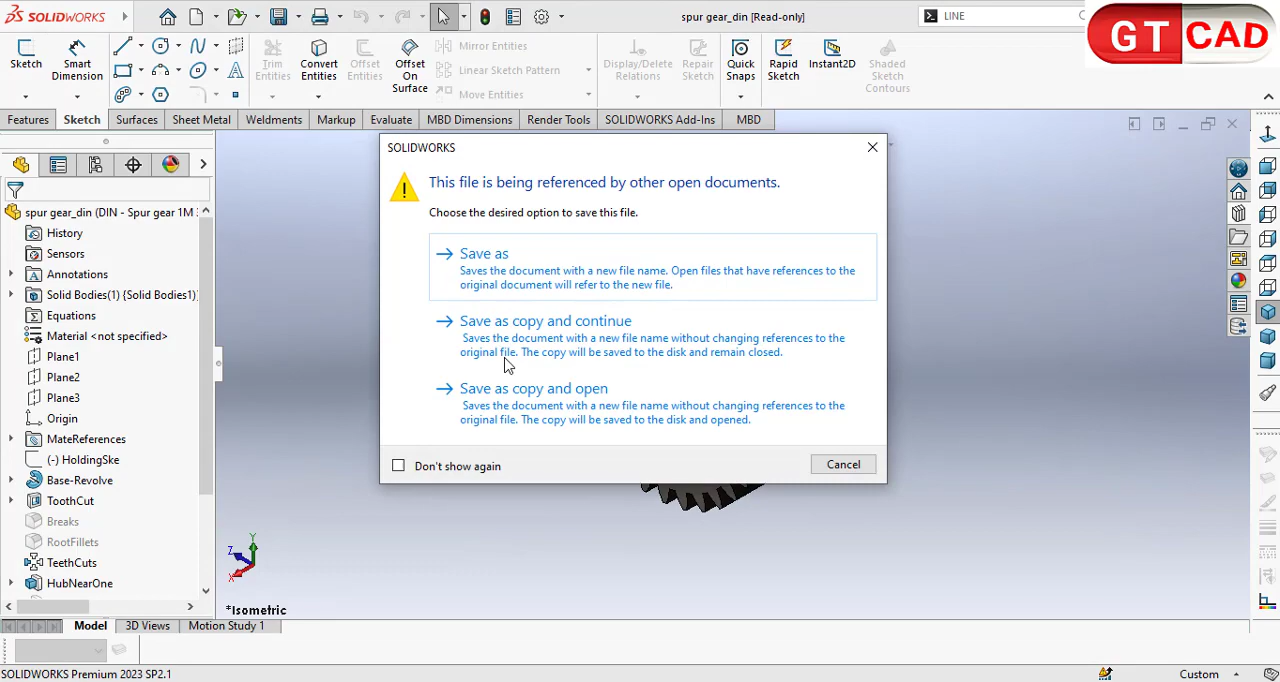 SOLIDWORKS
spur gear_din [Read-only]
LINE
GT CAD
Sketch
Smart Dimension
Trim Entities
Convert Entities
Offset Entities
Offset On Surface
Mirror Entities
Linear Sketch Pattern
Move Entities
Display/Delete Relations
Repair Sketch
Quick Snaps
Rapid Sketch
Instant2D
Shaded Sketch Contours
Features
Sketch
Surfaces
Sheet Metal
Weldments
Markup
Evaluate
MBD Dimensions
Render Tools
SOLIDWORKS Add-Ins
MBD
spur gear_din (DIN - Spur gear 1M
History
Sensors
Annotations
Solid Bodies(1) {Solid Bodies1)
Equations
Material <not specified>
Plane1
Plane2
Plane3
Origin
MateReferences
(-) HoldingSke
Base-Revolve
ToothCut
Breaks
RootFillets
TeethCuts
HubNearOne
SOLIDWORKS
This file is being referenced by other open documents.
Choose the desired option to save this file.
Save as
Saves the document with a new file name. Open files that have references to the
original document will refer to the new file.
Save as copy and continue
Saves the document with a new file name without changing references to the
original file. The copy will be saved to the disk and remain closed.
Save as copy and open
Saves the document with a new file name without changing references to the
original file. The copy will be saved to the disk and opened.
Don't show again
Cancel
Y
Z
X
*Isometric
Model
3D Views
Motion Study 1
SOLIDWORKS Premium 2023 SP2.1
Custom